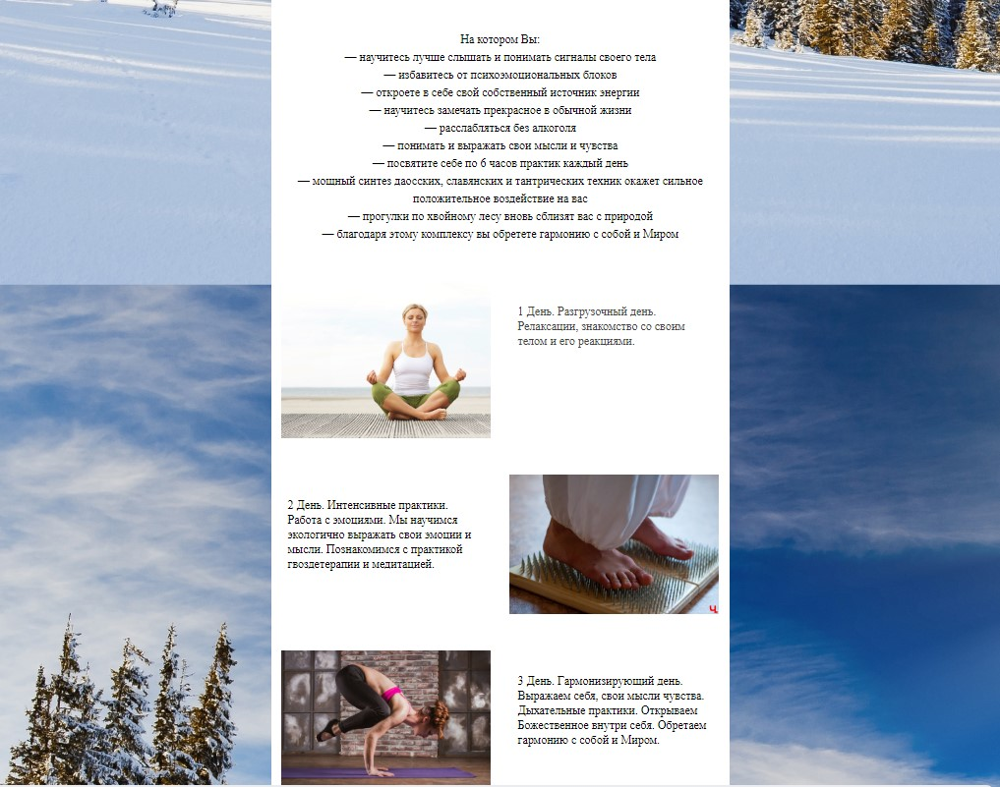 На котором Вы:
— научитесь лучше слышать и понимать сигналы своего тела
— избавитесь от психоэмоциональных блоков
— откроете в себе свой собственный источник энергии
— научитесь замечать прекрасное в обычной жизни
— расслабляться без алкоголя
— понимать и выражать свои мысли и чувства
— посвятите себе по 6 часов практик каждый день
— мощный синтез даосских, славянских и тантрических техник окажет сильное
положительное воздействие на вас
— прогулки по хвойному лесу вновь сблизят вас с природой
— благодаря этому комплексу вы обретете гармонию с собой и Миром
1 День. Разгрузочный день.
Релаксации, знакомство со своим
телом и его реакциями.
2 День. Интенсивные практики.
Работа с эмоциями. Мы научимся
экологично выражать свои эмоции и
мысли. Познакомимся с практикой
гвоздетерапии и медитацией.
Ч
3 День. Гармонизирующий день.
Выражаем себя, свои мысли чувства.
Дыхательные практики. Открываем
Божественное внутри себя. Обретаем
гармонию с собой и Миром.